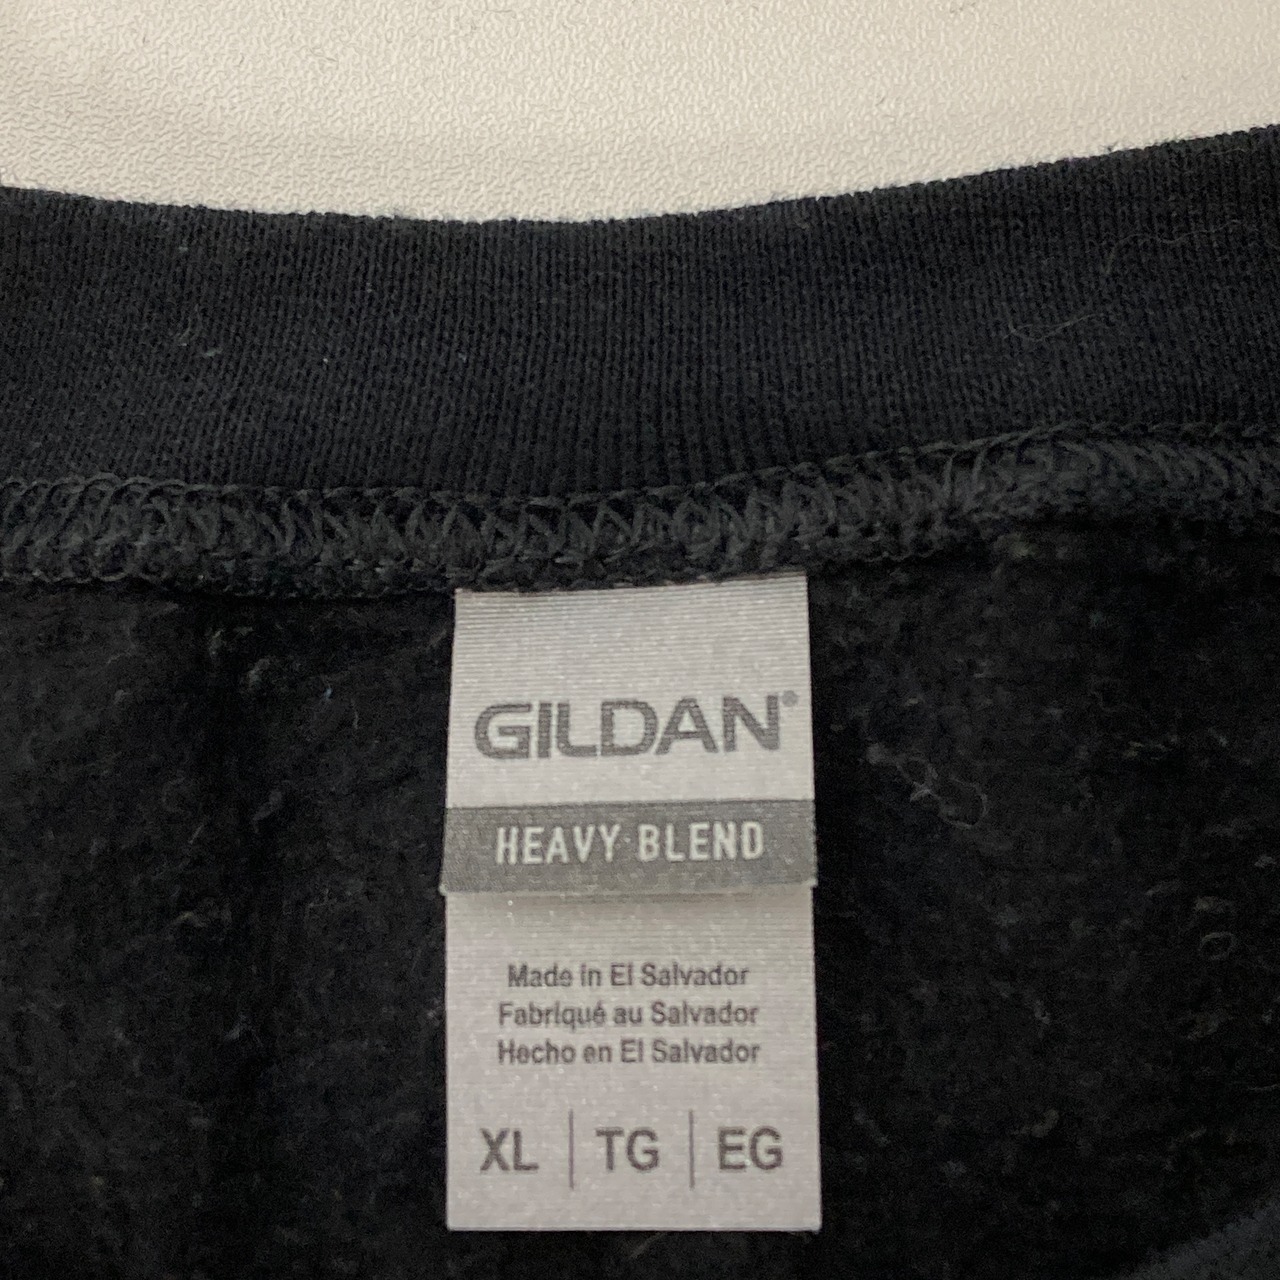 GILDAN®
HEAVY BLEND
Made in El Salvador
Fabriqué au Salvador
Hecho en El Salvador
XL | TG | EG